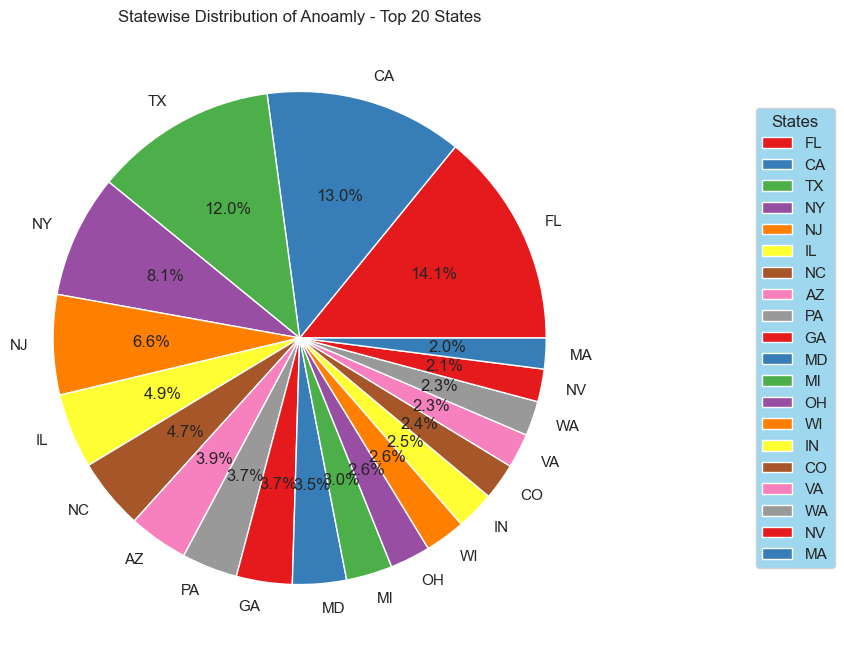 Statewise Distribution of Anoamly - Top 20 States
CA
TX
FL
NY
NJ
IL
NC
AZ
PA
GA
MD
MI
OH
WI
IN
CO
VA
WA
NV
MA
14.1%
13.0%
12.0%
8.1%
6.6%
4.9%
4.7%
3.9%
3.7%
3.7%
3.5%
3.0%
2.6%
2.6%
2.5%
2.4%
2.3%
2.3%
2.1%
2.0%
States
FL
CA
TX
NY
NJ
IL
NC
AZ
PA
GA
MD
MI
OH
WI
IN
CO
VA
WA
NV
MA